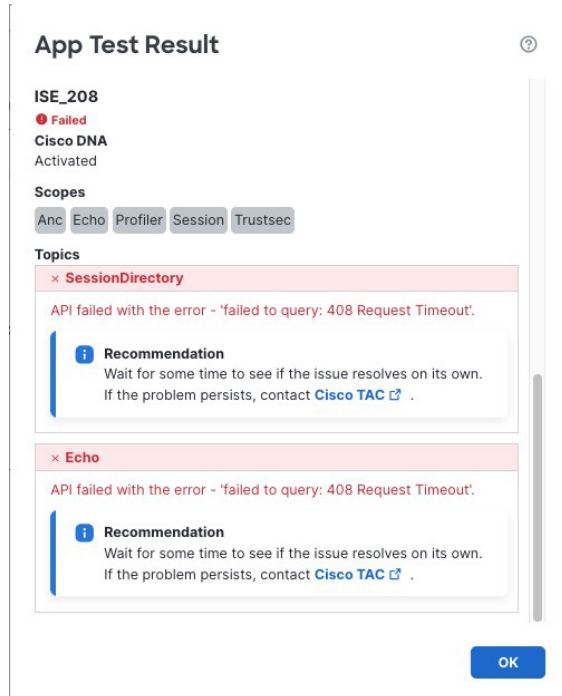 App Test Result
ISE_208
Failed
Cisco DNA
Activated
Scopes
Anc Echo Profiler Session Trustsec
Topics
× SessionDirectory
API failed with the error - 'failed to query: 408 Request Timeout'.
Recommendation
Wait for some time to see if the issue resolves on its own.
If the problem persists, contact Cisco TAC .
× Echo
API failed with the error - 'failed to query: 408 Request Timeout'.
Recommendation
Wait for some time to see if the issue resolves on its own.
If the problem persists, contact Cisco TAC .
OK